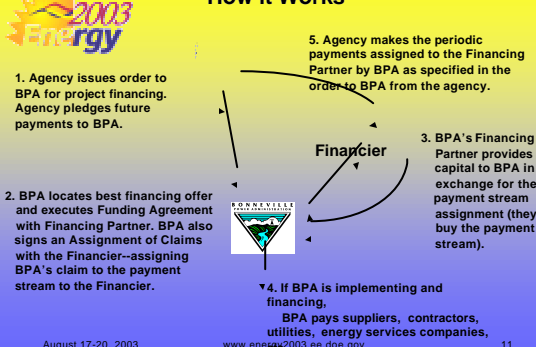 How it Works
2003
Energy
5. Agency makes the periodic
payments assigned to the Financing
Partner by BPA as specified in the
order to BPA from the agency.
1. Agency issues order to
BPA for project financing.
Agency pledges future
payments to BPA.
Financier
3. BPA's Financing
Partner provides
capital to BPA in
exchange for the
payment stream
assignment (they
buy the payment
stream).
2. BPA locates best financing offer
and executes Funding Agreement
with Financing Partner. BPA also
signs an Assignment of Claims
with the Financier--assigning
BPA's claim to the payment
stream to the Financier.
BONNEVILLE
POWER ADMINISTRATION
4. If BPA is implementing and
financing,
BPA pays suppliers, contractors,
utilities, energy services companies,
August 17-20, 2003
www.energy2003.ee.doe.gov
11